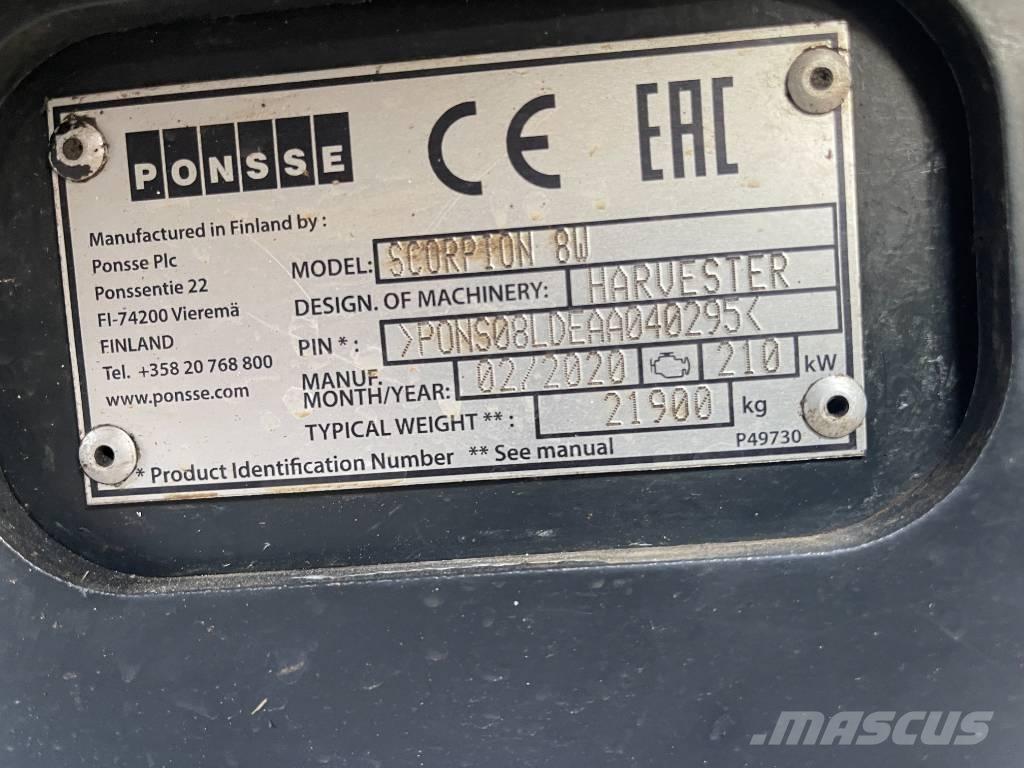 PONSSE CE EAC
Manufactured in Finland by :
Ponsse Plc
Ponssentie 22
FI-74200 Vieremä
FINLAND
Tel. +358 20 768 800
www.ponsse.com
MODEL: SCORPION 8W
DESIGN. OF MACHINERY: HARVESTER
PIN * : >PONS08LDEAA040295<
MANUF.
MONTH/YEAR: 02/2020 210 kW
TYPICAL WEIGHT ** : 21900 kg
P49730
* Product Identification Number ** See manual
MASCUS